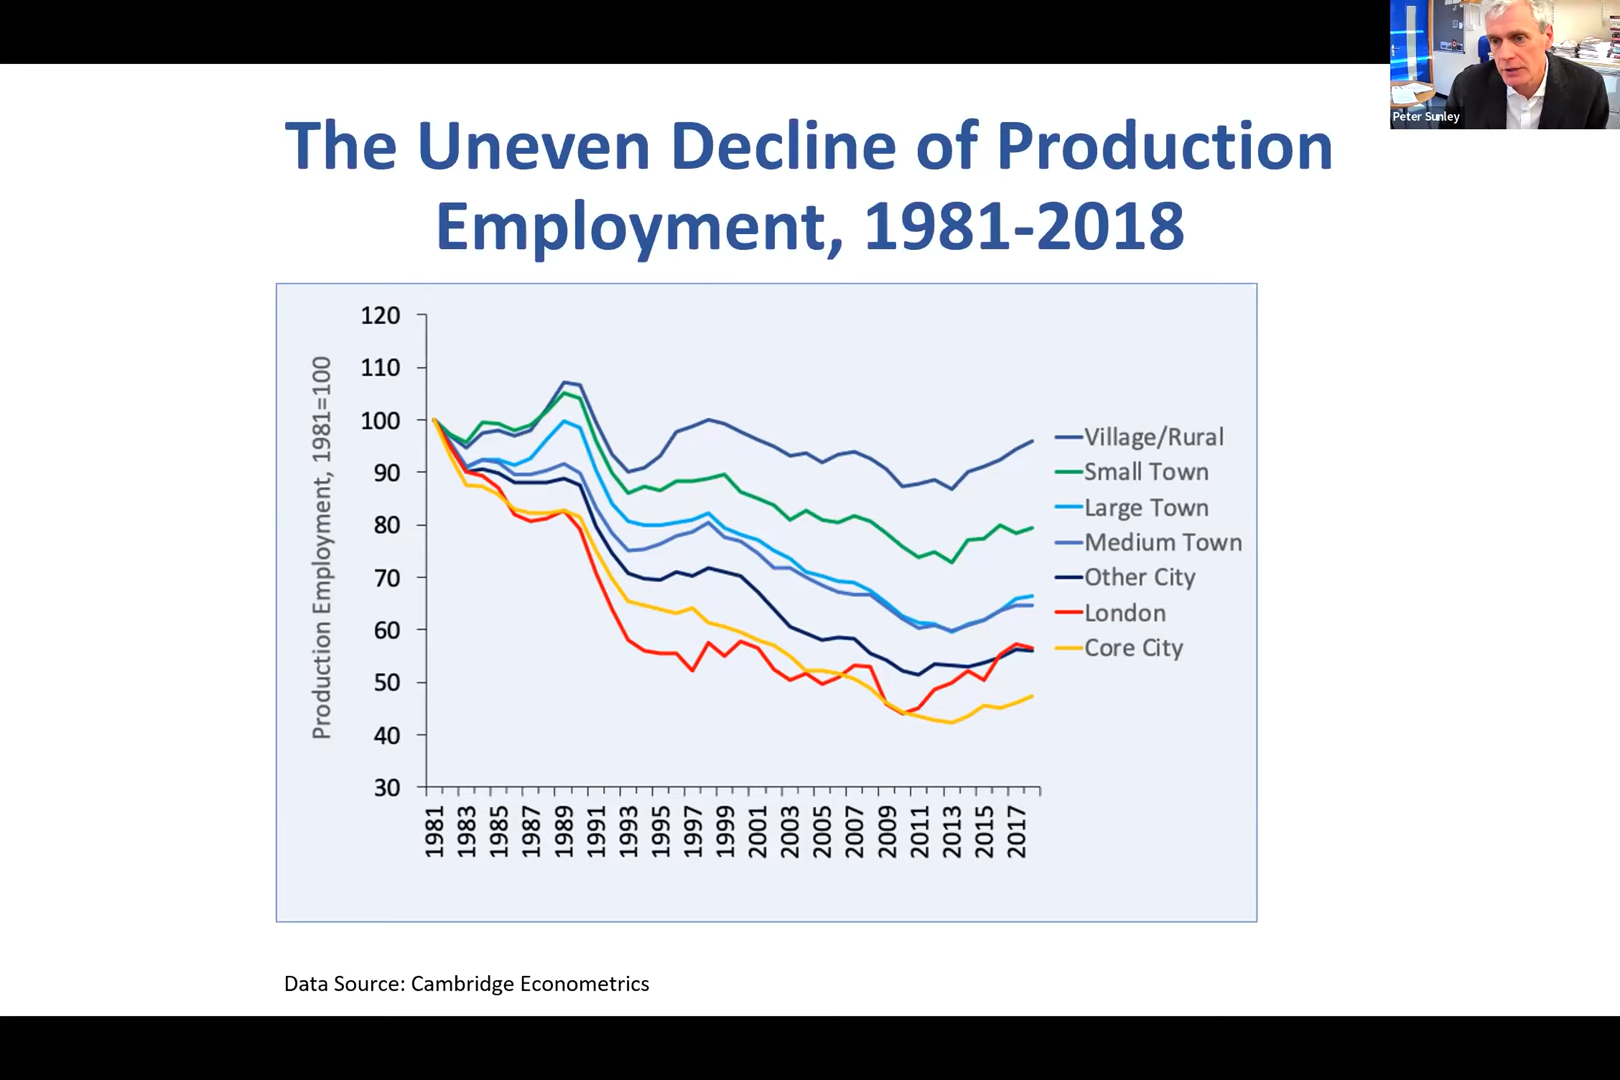 Peter Sunley
The Uneven Decline of Production
Employment, 1981-2018
Production Employment, 1981=100
120
110
100
90
80
70
60
50
40
30
1981
1983
1985
1987
1989
1991
1993
1995
1997
1999
2001
2003
2005
2007
2009
2011
2013
2015
2017
Village/Rural
Small Town
Large Town
Medium Town
Other City
London
Core City
Data Source: Cambridge Econometrics